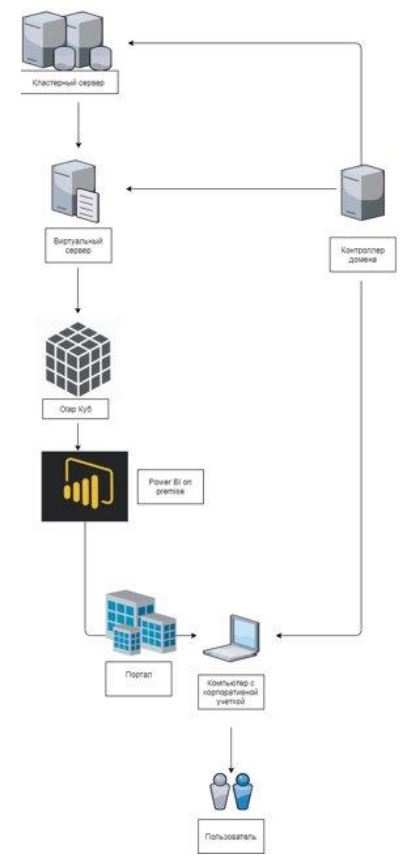 Кластерный сервер
Виртуальный
сервер
Контроллер
домена
Olap Куб
Power BI on
premise
Портал
Компьютер с
корпоративной
учеткой
Пользователь